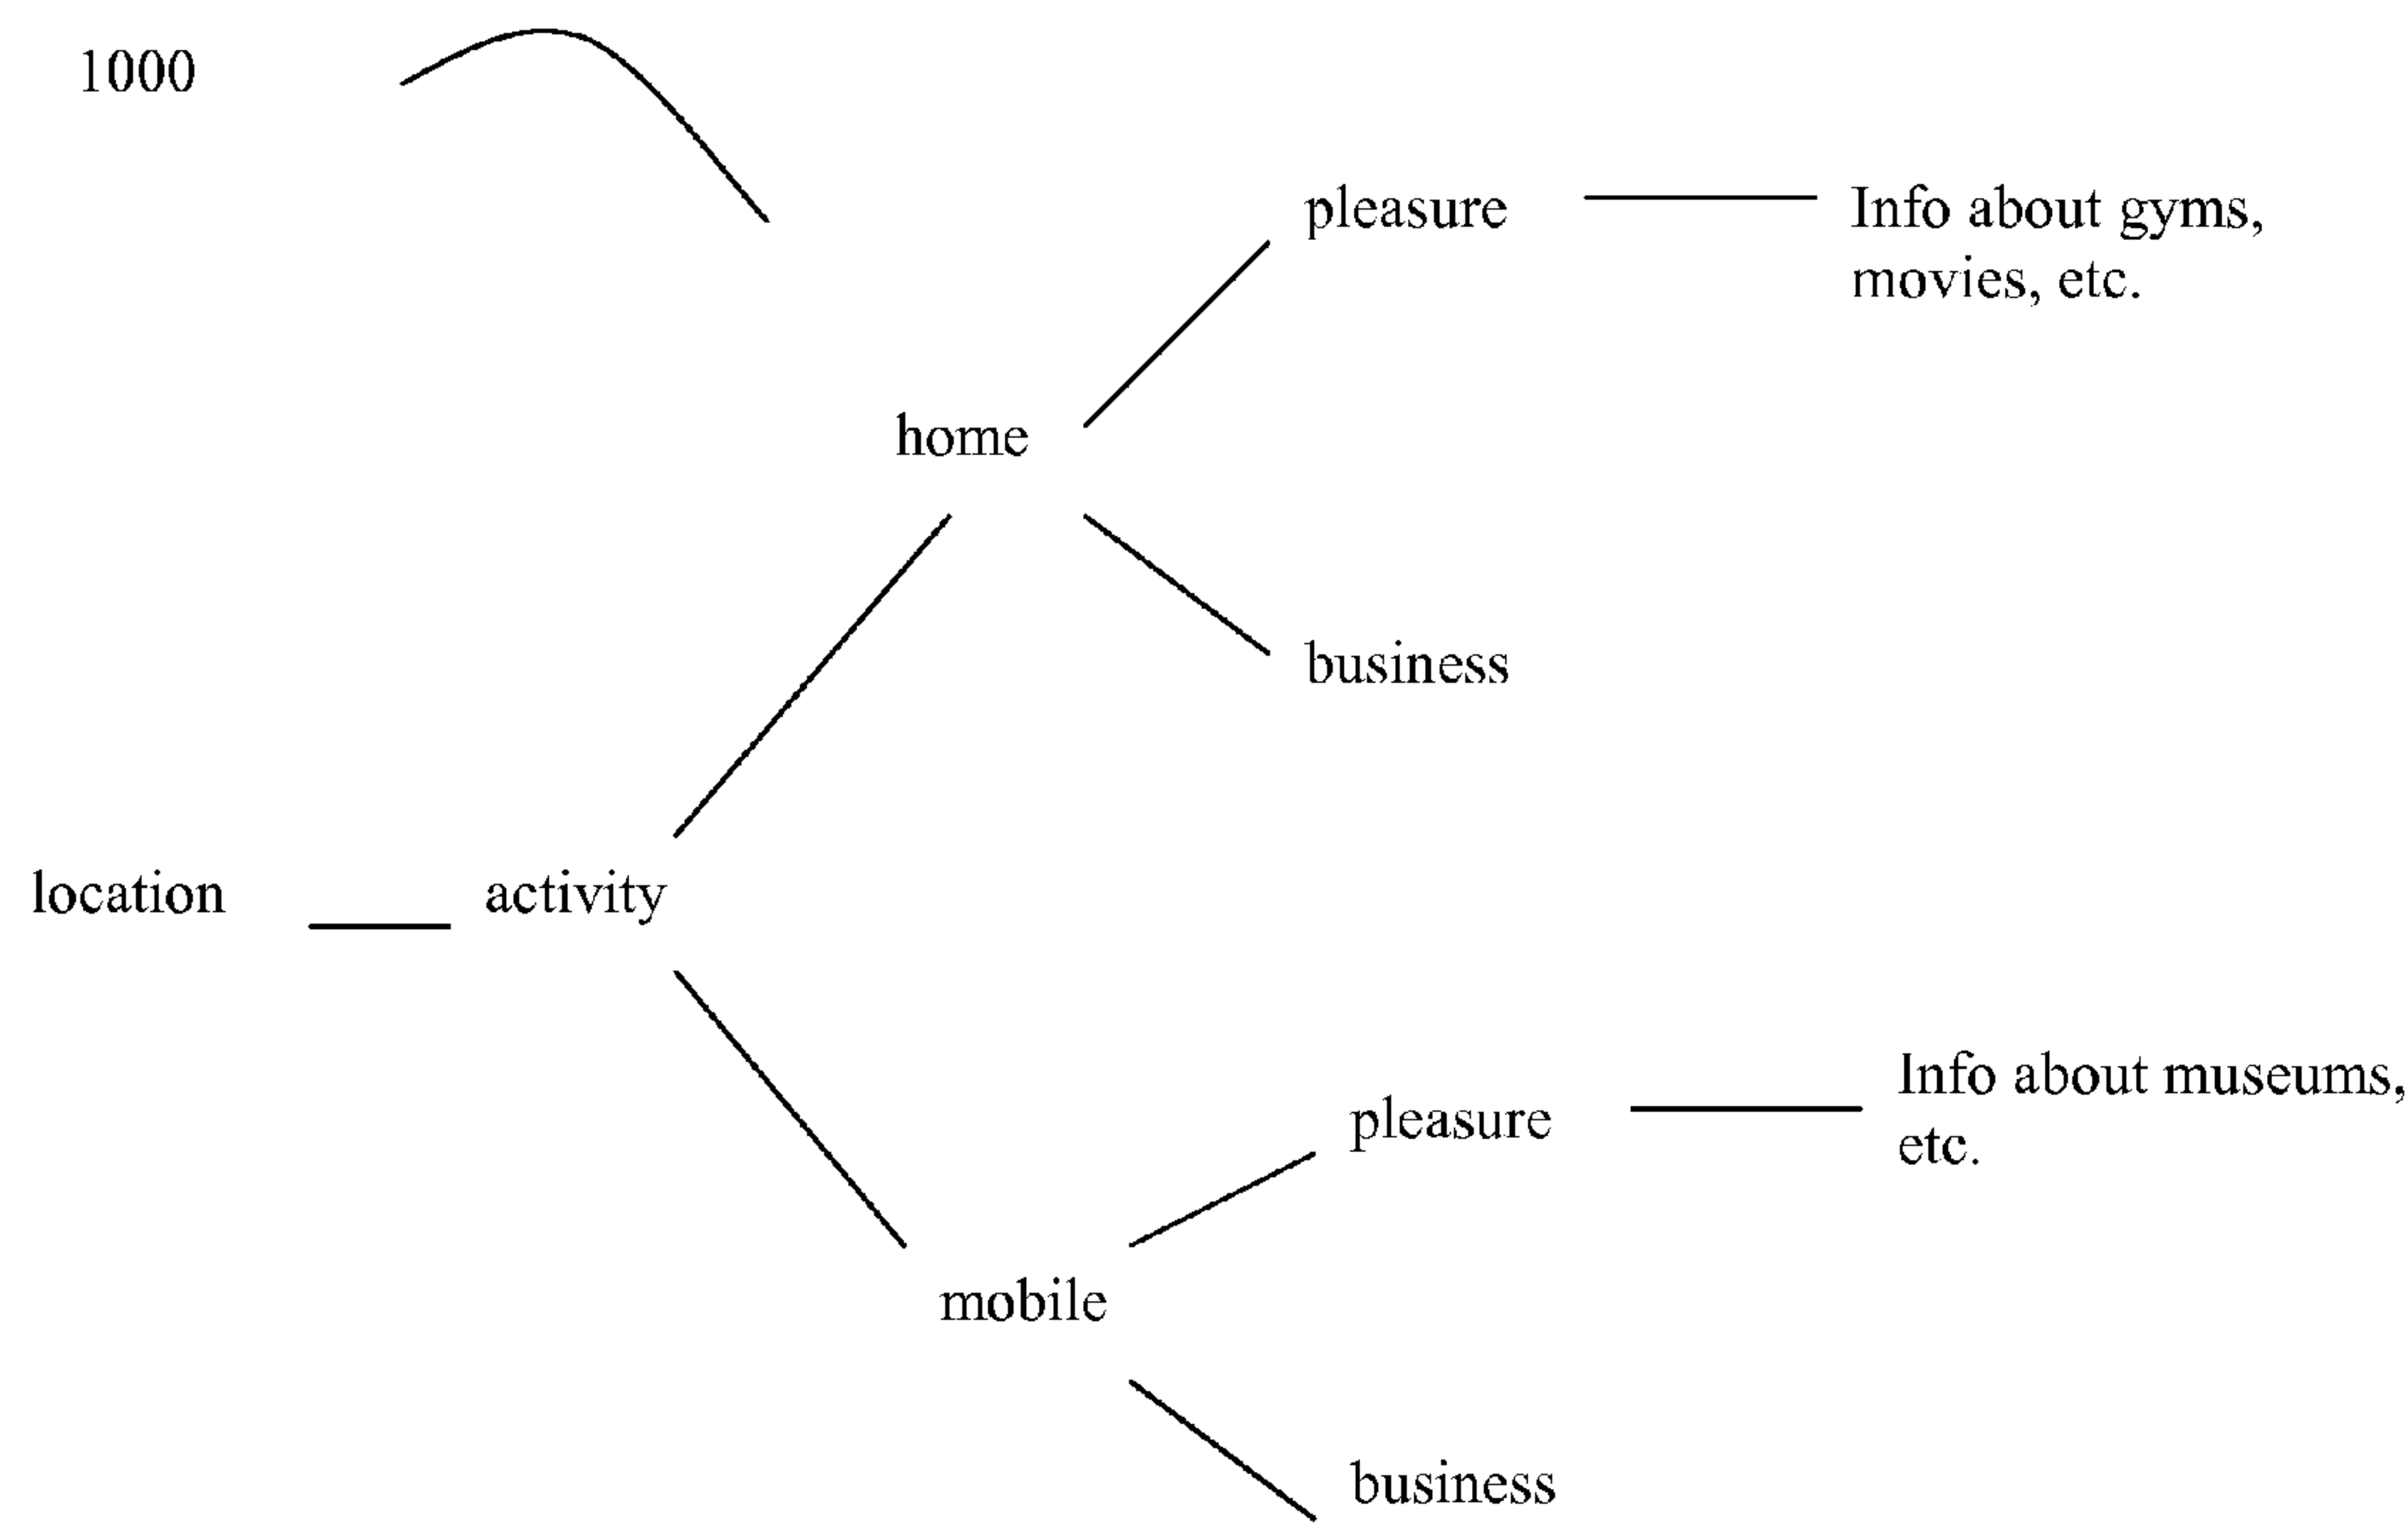 1000
pleasure
Info about gyms,
movies, etc.
home
business
location
activity
pleasure
Info about museums,
etc.
mobile
business